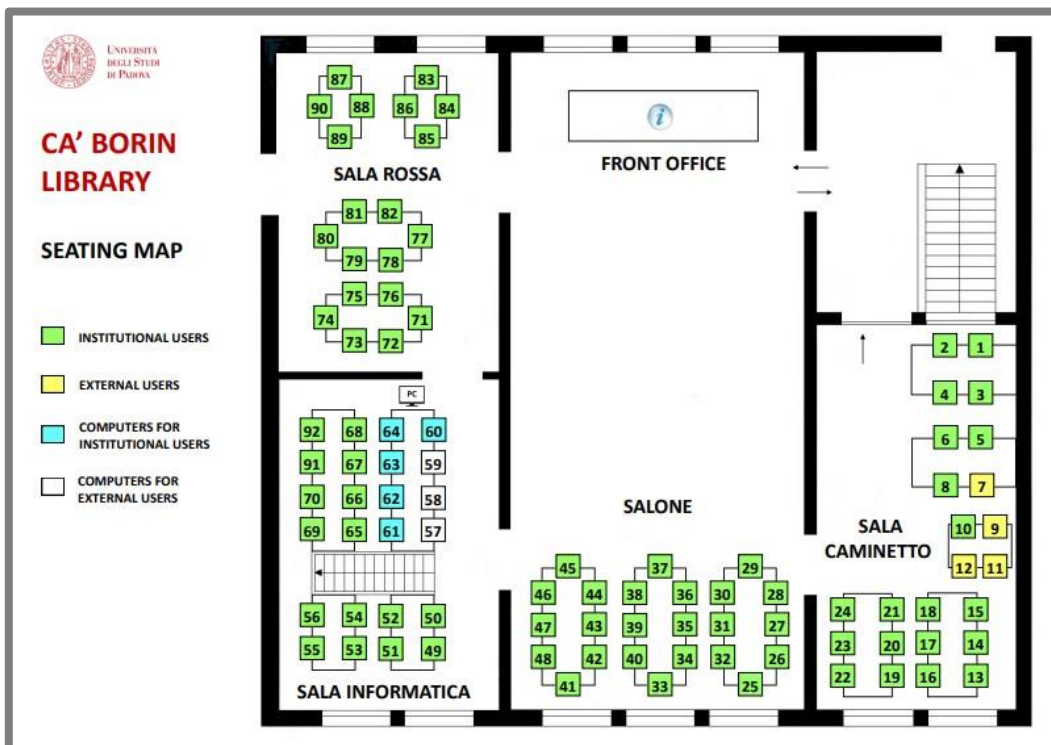 UNIVERSITÀ
DEGLI STUDI
DI PADOVA
CA' BORIN
LIBRARY
SEATING MAP
INSTITUTIONAL USERS
EXTERNAL USERS
COMPUTERS FOR
INSTITUTIONAL USERS
COMPUTERS FOR
EXTERNAL USERS
87 83
90 88 86 84
89 85
SALA ROSSA
81 82
80 77
79 78
75 76
74 71
73 72
i
FRONT OFFICE
2 1
4 3
6 5
8 7
SALA
CAMINETTO
10 9
12 11
24 21 18 15
23 20 17 14
22 19 16 13
PC
92 68 64 60
91 67 63 59
70 66 62 58
69 65 61 57
56 54 52 50
55 53 51 49
SALA INFORMATICA
SALONE
45 37 29
46 44 38 36 30 28
47 43 39 35 31 27
48 42 40 34 32 26
41 33 25